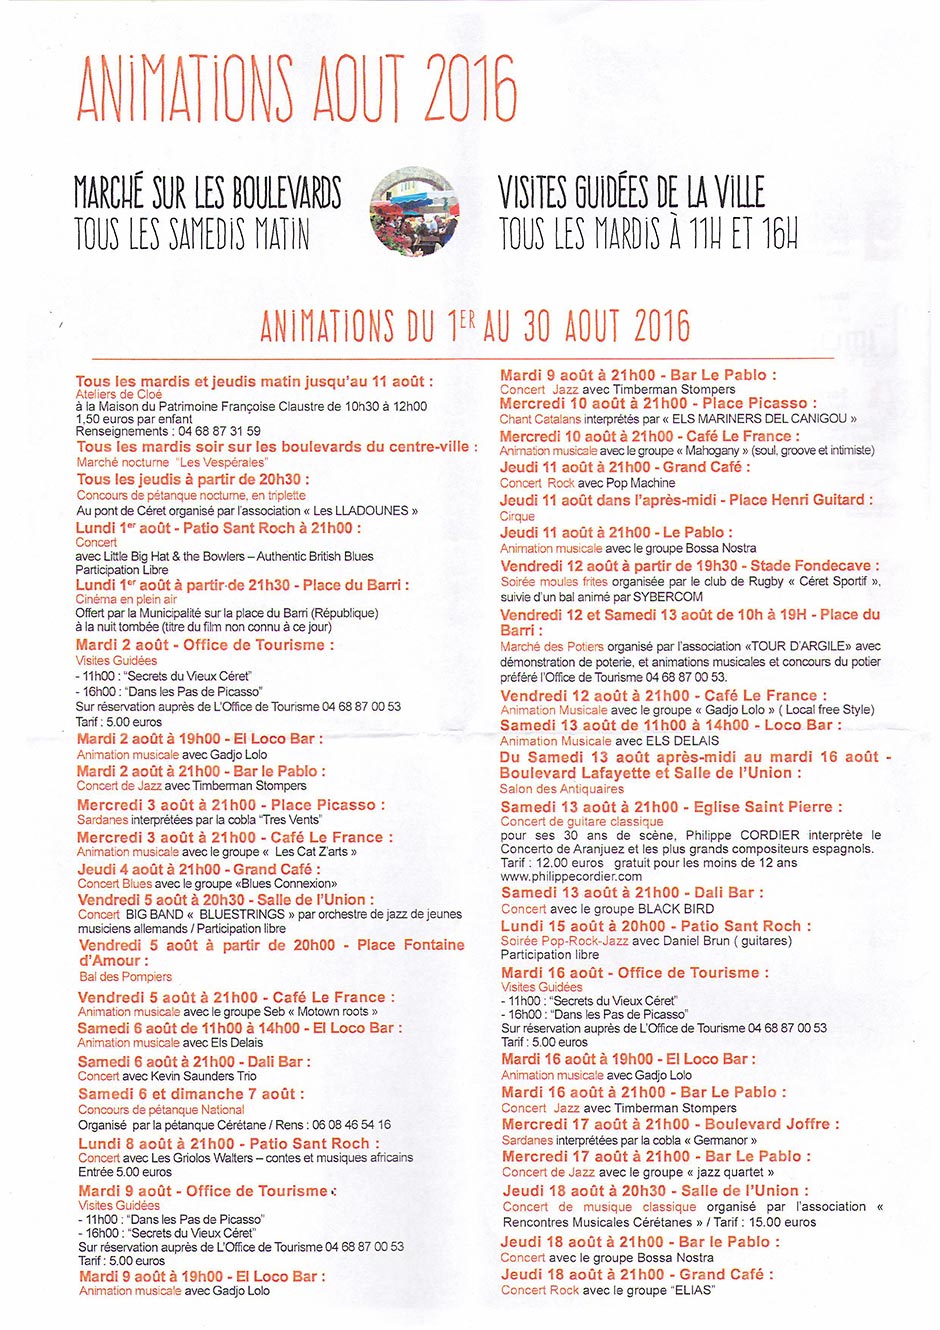 ANIMATIONS AOUT 2016
MARCHÉ SUR LES BOULEVARDS
TOUS LES SAMEDIS MATIN
VISITES GUIDÉES DE LA VILLE
TOUS LES MARDIS À 11H ET 16H
ANIMATIONS DU 1ER AU 30 AOUT 2016
Tous les mardis et jeudis matin jusqu'au 11 août :
Ateliers de Cloé
à la Maison du Patrimoine Françoise Claustre de 10h30 à 12h00
1,50 euros par enfant
Renseignements : 04 68 87 31 59
Tous les mardis soir sur les boulevards du centre-ville :
Marché nocturne "Les Vespérales"
Tous les jeudis à partir de 20h30 :
Concours de pétanque nocturne, en triplette
Au pont de Céret organisé par l'association « Les LLADOUNES »
Lundi 1er août - Patio Sant Roch à 21h00 :
Concert
avec Little Big Hat & the Bowlers – Authentic British Blues
Participation Libre
Lundi 1er août à partir de 21h30 - Place du Barri :
Cinéma en plein air
Offert par la Municipalité sur la place du Barri (République)
à la nuit tombée (titre du film non connu à ce jour)
Mardi 2 août - Office de Tourisme :
Visites Guidées
- 11h00 : "Secrets du Vieux Céret"
- 16h00 : "Dans les Pas de Picasso"
Sur réservation auprès de L'Office de Tourisme 04 68 87 00 53
Tarif : 5.00 euros
Mardi 2 août à 19h00 - El Loco Bar :
Animation musicale avec Gadjo Lolo
Mardi 2 août à 21h00 - Bar le Pablo :
Concert de Jazz avec Timberman Stompers
Mercredi 3 août à 21h00 - Place Picasso :
Sardanes interprétées par la cobla "Tres Vents"
Mercredi 3 août à 21h00 - Café Le France :
Animation musicale avec le groupe « Les Cat Z'arts »
Jeudi 4 août à 21h00 - Grand Café :
Concert Blues avec le groupe «Blues Connexion»
Vendredi 5 août à 20h30 - Salle de l'Union :
Concert BIG BAND « BLUESTRINGS » par orchestre de jazz de jeunes
musiciens allemands / Participation libre
Vendredi 5 août à partir de 20h00 - Place Fontaine
d'Amour :
Bal des Pompiers
Vendredi 5 août à 21h00 - Café Le France :
Animation musicale avec le groupe Seb « Motown roots »
Samedi 6 août de 11h00 à 14h00 - El Loco Bar :
Animation musicale avec Els Delais
Samedi 6 août à 21h00 - Dali Bar :
Concert avec Kevin Saunders Trio
Samedi 6 et dimanche 7 août :
Concours de pétanque National
Organisé par la pétanque Cérétane / Rens : 06 08 46 54 16
Lundi 8 août à 21h00 - Patio Sant Roch :
Concert avec Les Griolos Walters – contes et musiques africains
Entrée 5.00 euros
Mardi 9 août - Office de Tourisme :
Visites Guidées
- 11h00 : "Dans les Pas de Picasso"
- 16h00 : "Secrets du Vieux Céret"
Sur réservation auprès de L'Office de Tourisme 04 68 87 00 53
Tarif : 5.00 euros
Mardi 9 août à 19h00 - El Loco Bar :
Animation musicale avec Gadjo Lolo
Mardi 9 août à 21h00 - Bar Le Pablo :
Concert Jazz avec Timberman Stompers
Mercredi 10 août à 21h00 - Place Picasso :
Chant Catalans interprétés par « ELS MARINERS DEL CANIGOU »
Mercredi 10 août à 21h00 - Café Le France :
Animation musicale avec le groupe « Mahogany » (soul, groove et intimiste)
Jeudi 11 août à 21h00 - Grand Café :
Concert Rock avec Pop Machine
Jeudi 11 août dans l'après-midi - Place Henri Guitard :
Cirque
Jeudi 11 août à 21h00 - Le Pablo :
Animation musicale avec le groupe Bossa Nostra
Vendredi 12 août à partir de 19h30 - Stade Fondecave :
Soirée moules frites organisée par le club de Rugby « Céret Sportif »,
suivie d'un bal animé par SYBERCOM
Vendredi 12 et Samedi 13 août de 10h à 19H - Place du
Barri :
Marché des Potiers organisé par l'association «TOUR D'ARGILE» avec
démonstration de poterie, et animations musicales et concours du potier
préféré l'Office de Tourisme 04 68 87 00 53.
Vendredi 12 août à 21h00 - Café Le France :
Animation Musicale avec le groupe « Gadjo Lolo » ( Local free Style)
Samedi 13 août de 11h00 à 14h00 - Loco Bar :
Animation Musicale avec ELS DELAIS
Du Samedi 13 août après-midi au mardi 16 août -
Boulevard Lafayette et Salle de l'Union :
Salon des Antiquaires
Samedi 13 août à 21h00 - Eglise Saint Pierre :
Concert de guitare classique
pour ses 30 ans de scène, Philippe CORDIER interprète le
Concerto de Aranjuez et les plus grands compositeurs espagnols.
Tarif : 12.00 euros gratuit pour les moins de 12 ans
www.philippecordier.com
Samedi 13 août à 21h00 - Dali Bar :
Concert avec le groupe BLACK BIRD
Lundi 15 août à 20h00 - Patio Sant Roch :
Soirée Pop-Rock-Jazz avec Daniel Brun ( guitares)
Participation libre
Mardi 16 août - Office de Tourisme :
Visites Guidées
- 11h00 : "Secrets du Vieux Céret"
- 16h00 : "Dans les Pas de Picasso"
Sur réservation auprès de L'Office de Tourisme 04 68 87 00 53
Tarif : 5.00 euros
Mardi 16 août à 19h00 - El Loco Bar :
Animation musicale avec Gadjo Lolo
Mardi 16 août à 21h00 - Bar Le Pablo :
Concert Jazz avec Timberman Stompers
Mercredi 17 août à 21h00 - Boulevard Joffre :
Sardanes interprétées par la cobla « Germanor »
Mercredi 17 août à 21h00 - Bar Le Pablo :
Concert de Jazz avec le groupe « jazz quartet »
Jeudi 18 août à 20h30 - Salle de l'Union :
Concert de musique classique organisé par l'association «
Rencontres Musicales Cérétanes » / Tarif : 15.00 euros
Jeudi 18 août à 21h00 - Bar le Pablo :
Concert avec le groupe Bossa Nostra
Jeudi 18 août à 21h00 - Grand Café :
Concert Rock avec le groupe "ELIAS"